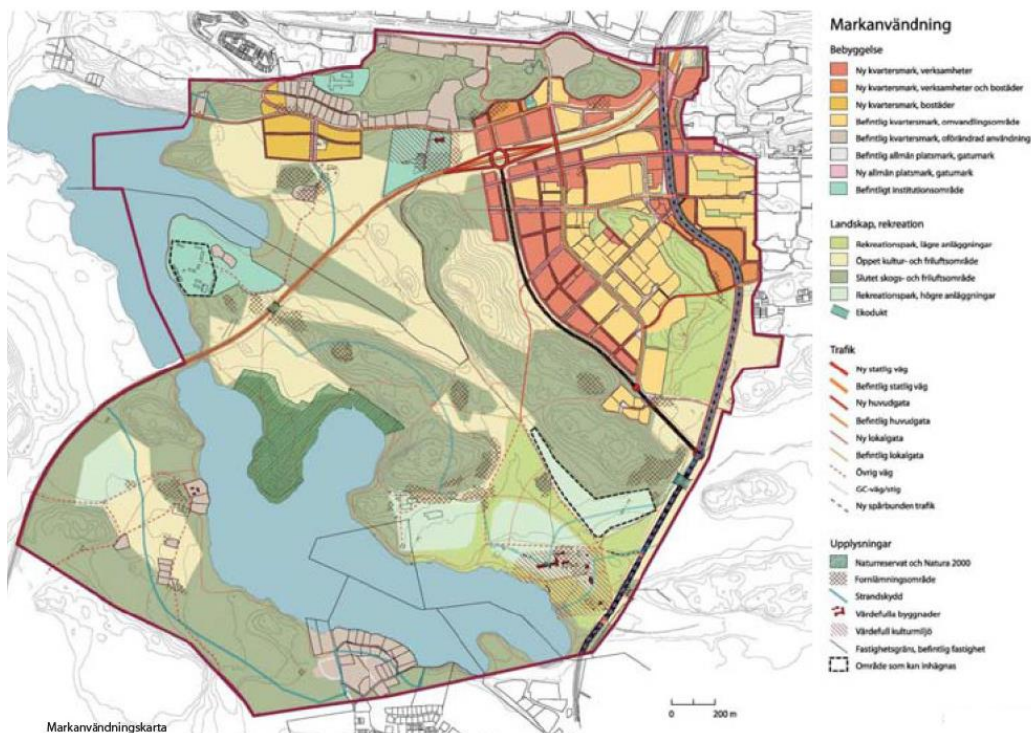 Markanvändning
Bebyggelse
Ny kvartersmark, verksamheter
Ny kvartersmark, verksamheter och bostäder
Ny kvartersmark, bostäder
Befintlig kvartersmark, omvandlingsområde
Befintlig kvartersmark, oförändrad användning
Befintlig allmän platsmark, gatumark
Ny allmän platsmark, gatumark
Befintligt institutionsområde
Landskap, rekreation
Rekreationspark, lägre anläggningar
Öppet kultur- och friluftsområde
Slutet skogs- och friluftsområde
Rekreationspark, högre anläggningar
Ekodukt
Trafik
Ny statlig väg
Befintlig statlig väg
Ny huvudgata
Befintlig huvudgata
Ny lokalgata
Befintlig lokalgata
Övrig väg
GC-väg/stig
Ny spårbunden trafik
Upplysningar
Naturreservat och Natura 2000
Fornlämningsområde
Strandskydd
Värdefulla byggnader
Värdefull kulturmiljö
Fastighetsgräns, befintlig fastighet
Område som kan inhägnas
0 200 m
Markanvändningskarta